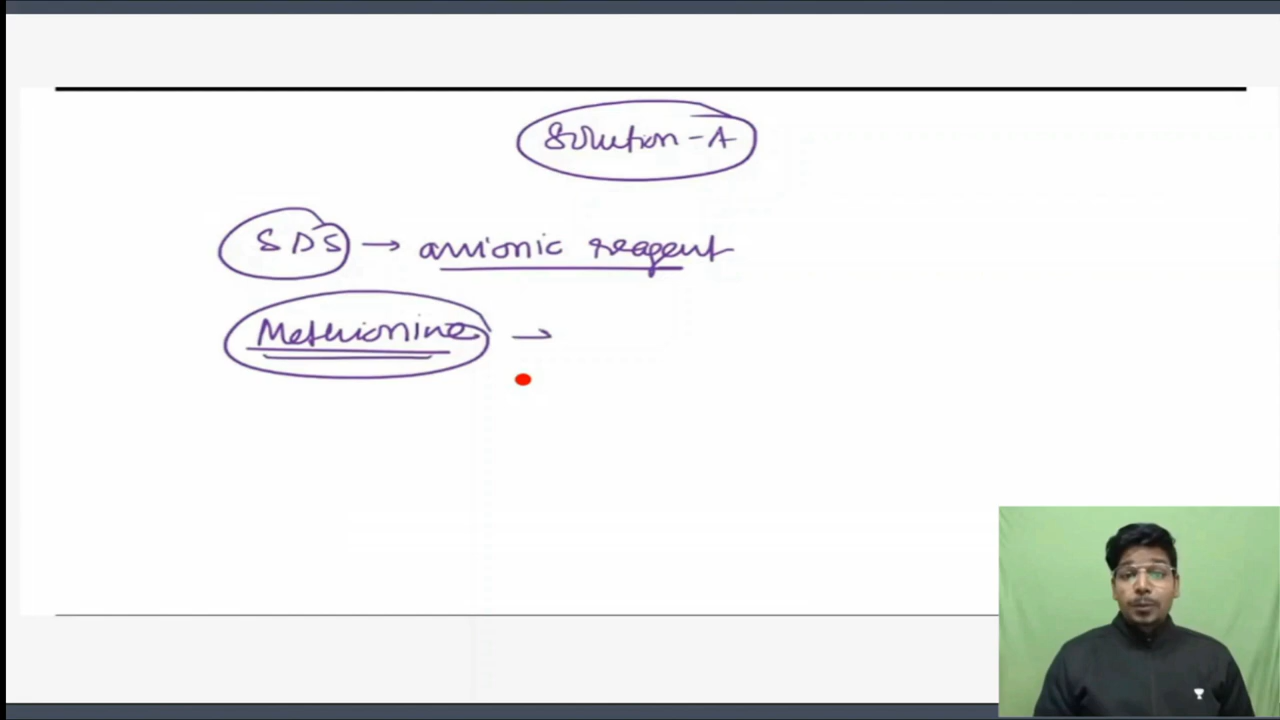 Solution-A
SDS → anionic reagent
Methionine →